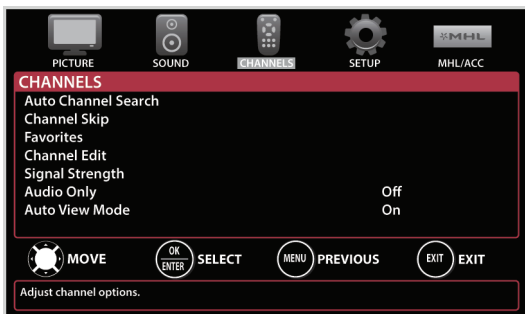 MHL
PICTURE SOUND CHANNELS SETUP MHL/ACC
CHANNELS
Auto Channel Search
Channel Skip
Favorites
Channel Edit
Signal Strength
Audio Only Off
Auto View Mode On
MOVE OK ENTER SELECT MENU PREVIOUS EXIT EXIT
Adjust channel options.